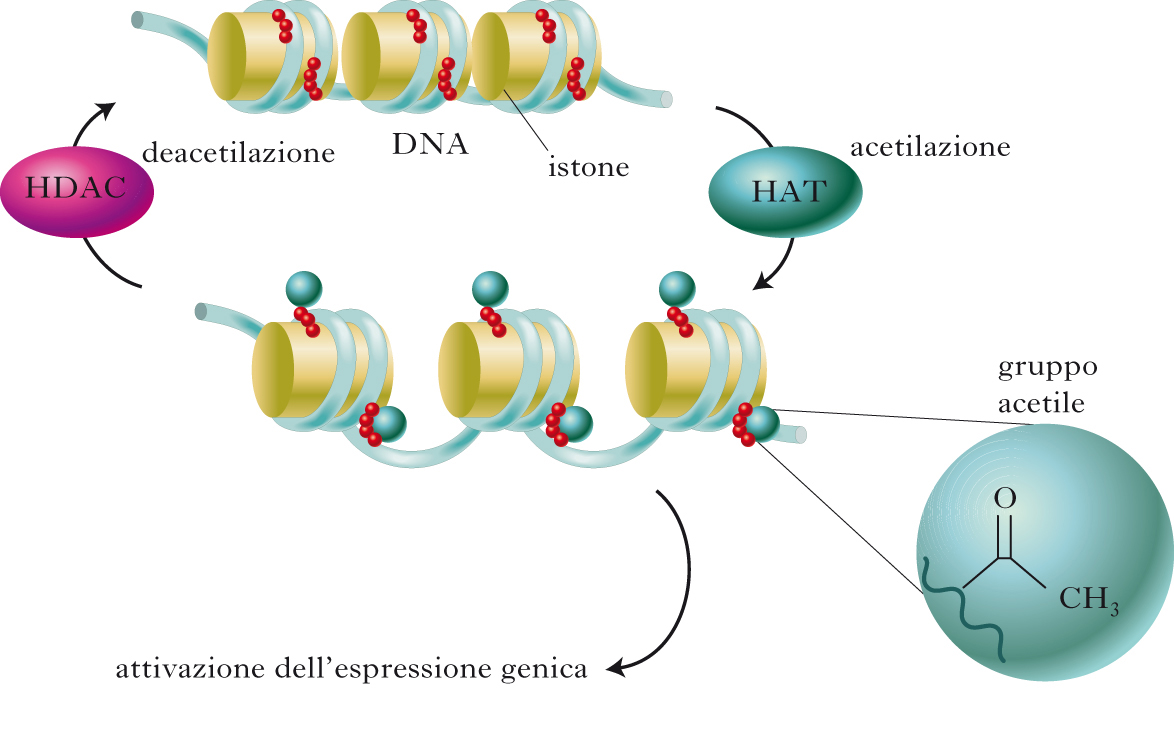 deacetilazione
DNA
istone
acetilazione
HDAC
HAT
gruppo
acetile
O
CH₃
attivazione dell’espressione genica